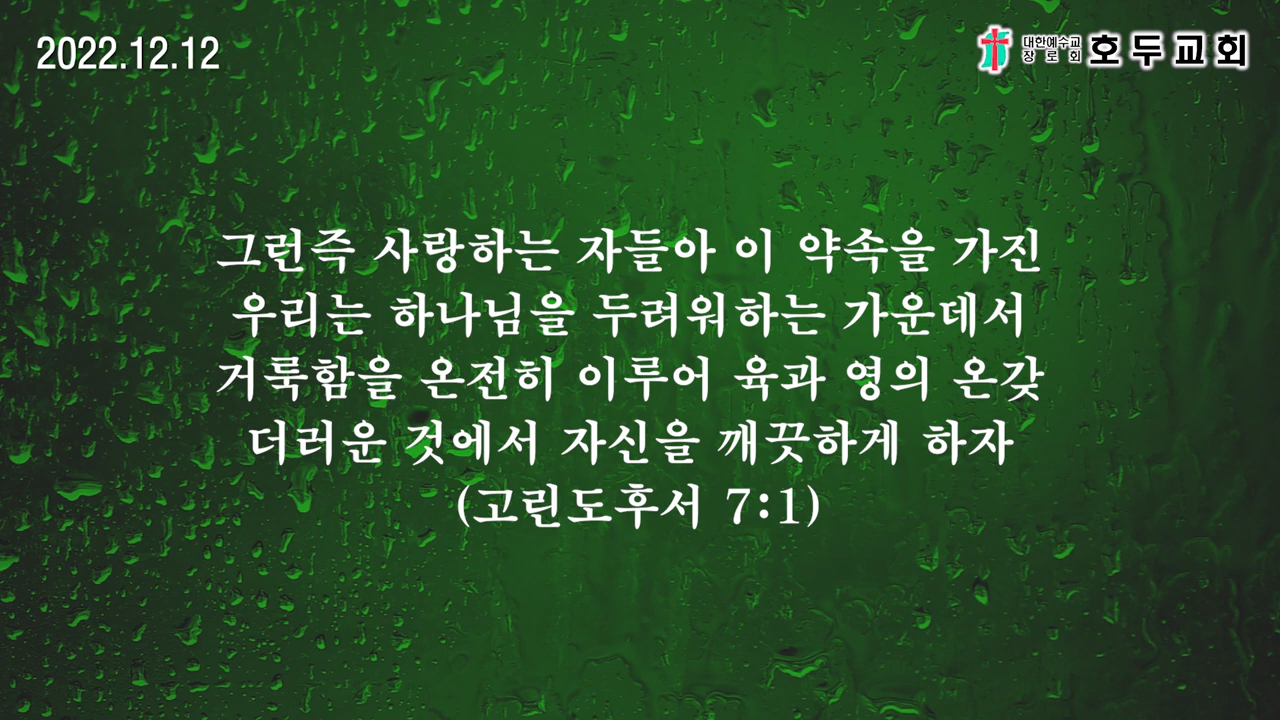 2022.12.12
대한예수교
장로회
호두교회
그런즉 사랑하는 자들아 이 약속을 가진
우리는 하나님을 두려워하는 가운데서
거룩함을 온전히 이루어 육과 영의 온갖
더러운 것에서 자신을 깨끗하게 하자
(고린도후서 7:1)